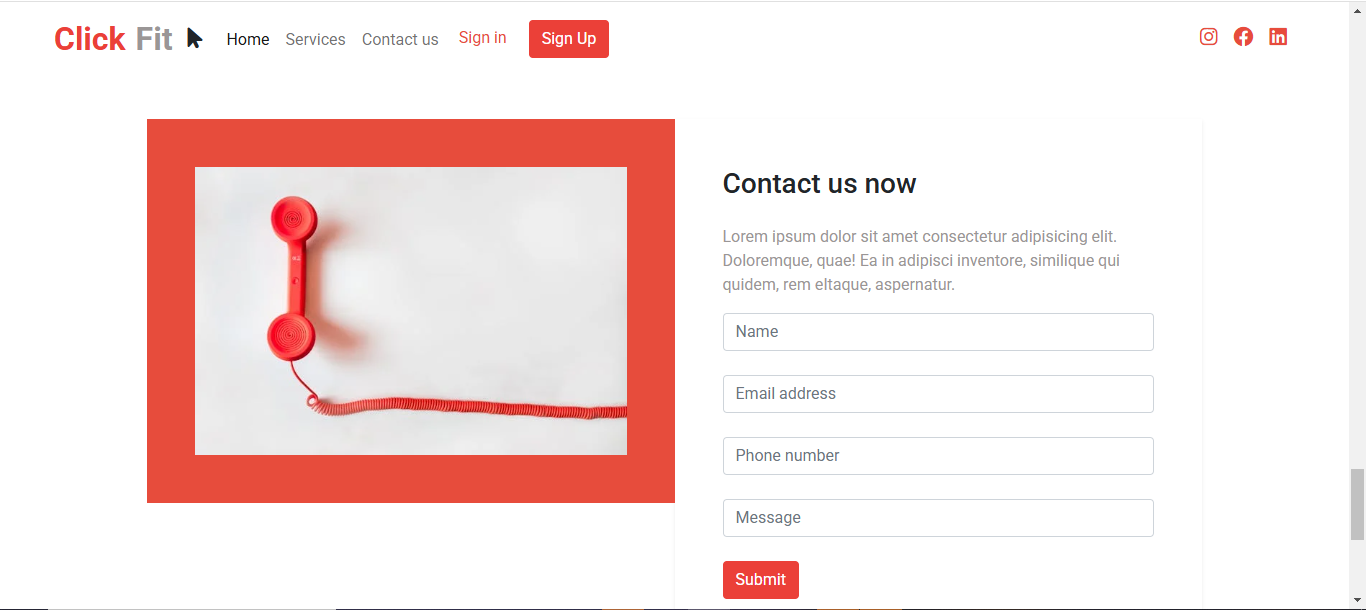 Click Fit Home Services Contact us Sign in Sign Up
Contact us now
Lorem ipsum dolor sit amet consectetur adipisicing elit.
Doloremque, quae! Ea in adipisci inventore, similique qui
quidem, rem eltaque, aspernatur.
Name
Email address
Phone number
Message
Submit